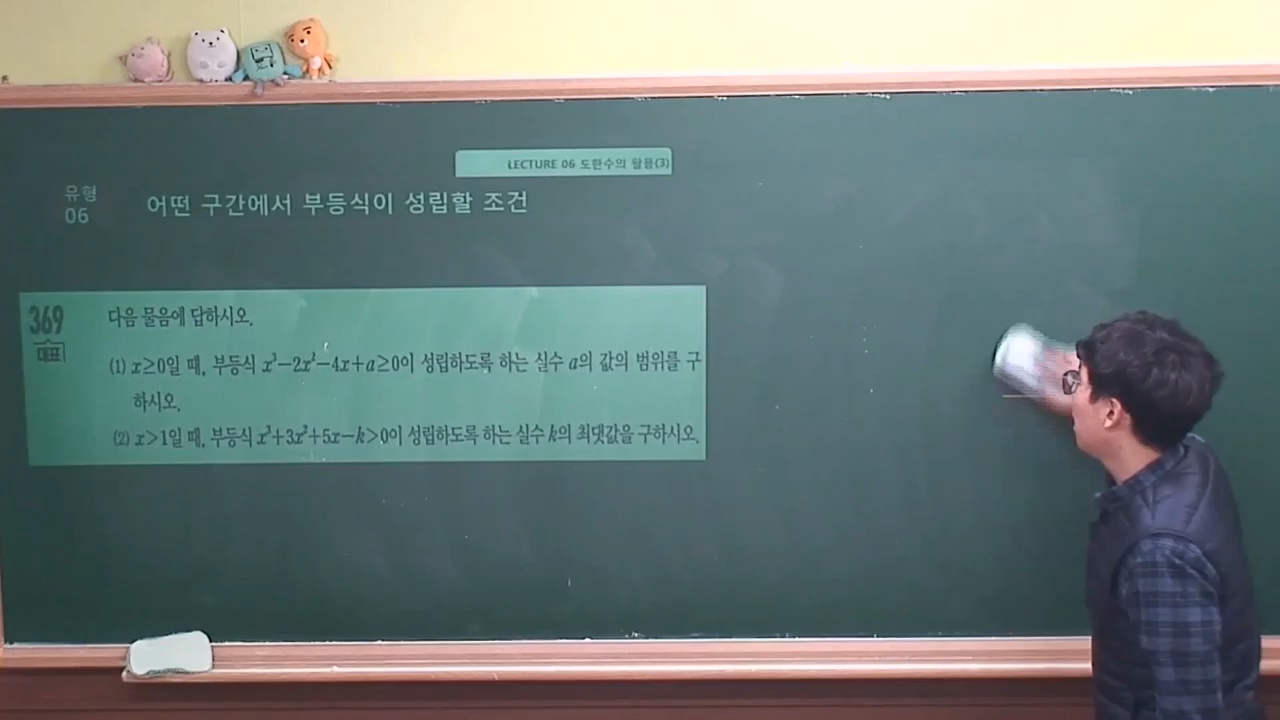 LECTURE 06 도함수의 활용(3)
유형
06
어떤 구간에서 부등식이 성립할 조건
369
대표
다음 물음에 답하시오.
(1) x≥0일 때, 부등식 x³−2x²−4x+a≥0이 성립하도록 하는 실수 a의 값의 범위를 구
하시오.
(2) x>1일 때, 부등식 x³+3x²+5x−k>0이 성립하도록 하는 실수 k의 최댓값을 구하시오.